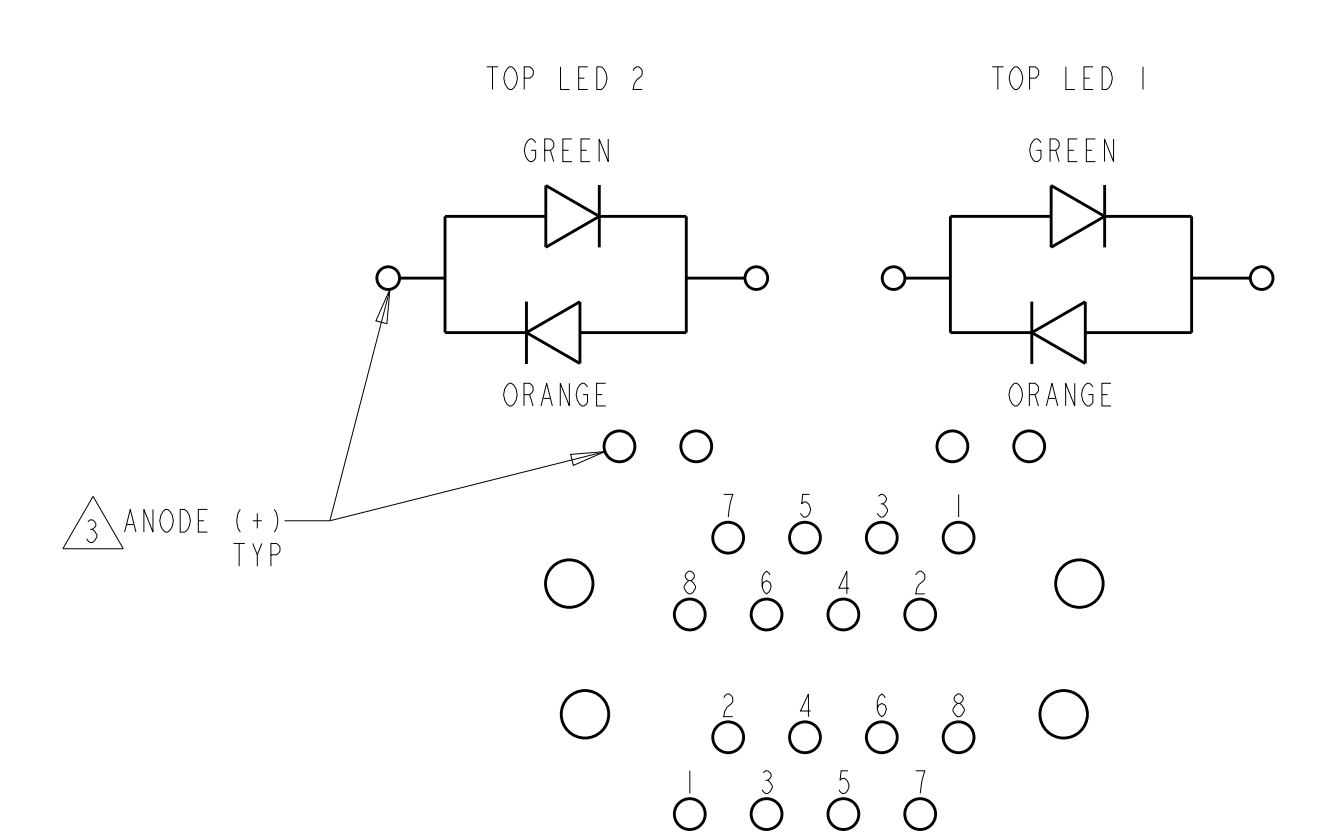 TOP LED 2
TOP LED 1
GREEN
GREEN
ORANGE
ORANGE
3 ANODE (+)
TYP
7 5 3 1
8 6 4 2
2 4 6 8
1 3 5 7